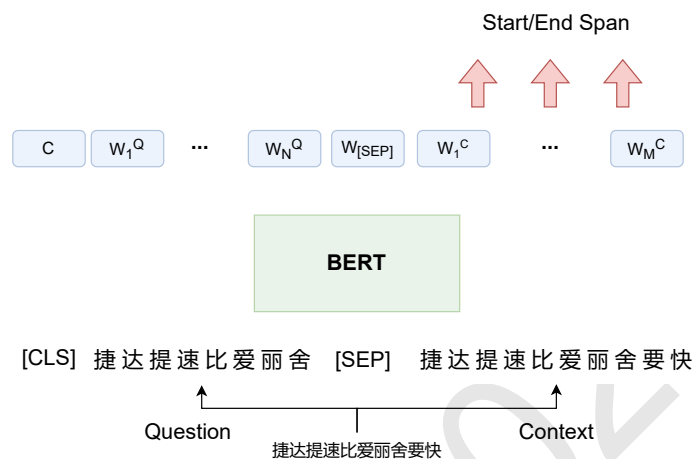 Start/End Span
C W₁Q ... W_NQ W[SEP] W₁C ... W_MC
BERT
[CLS] 捷达提速比爱丽舍 [SEP] 捷达提速比爱丽舍要快
Question Context
捷达提速比爱丽舍要快